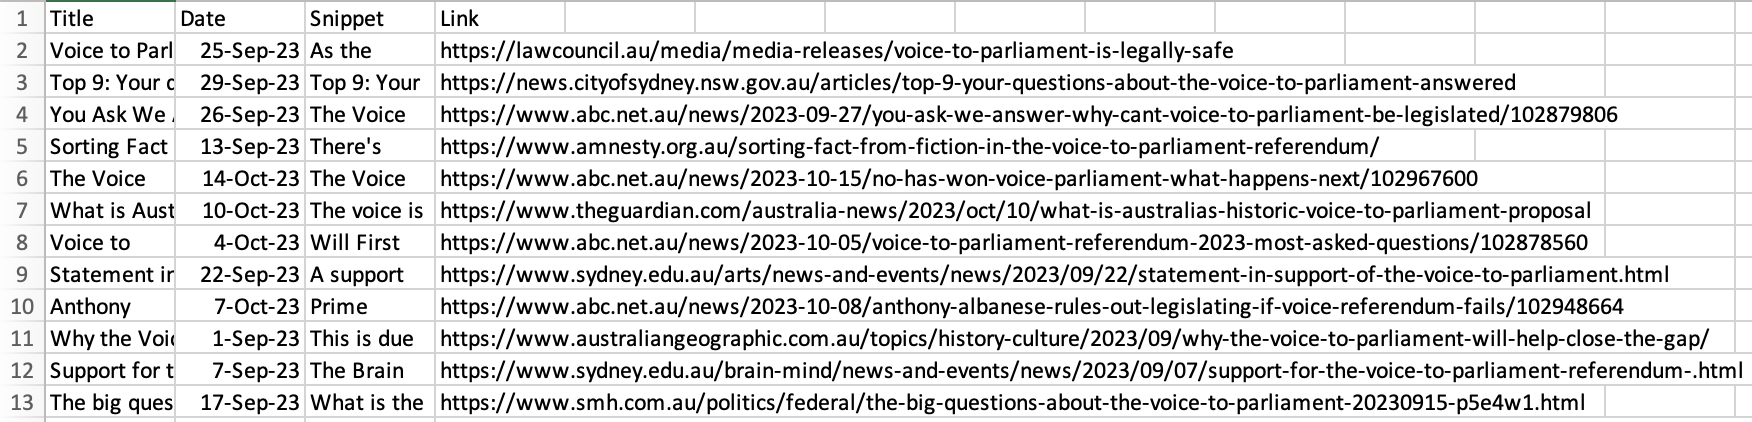 1 Title Date Snippet Link
2 Voice to Parl 25-Sep-23 As the https://lawcouncil.au/media/media-releases/voice-to-parliament-is-legally-safe
3 Top 9: Your 29-Sep-23 Top 9: Your https://news.cityofsydney.nsw.gov.au/articles/top-9-your-questions-about-the-voice-to-parliament-answered
4 You Ask We 26-Sep-23 The Voice https://www.abc.net.au/news/2023-09-27/you-ask-we-answer-why-cant-voice-to-parliament-be-legislated/102879806
5 Sorting Fact 13-Sep-23 There's https://www.amnesty.org.au/sorting-fact-from-fiction-in-the-voice-to-parliament-referendum/
6 The Voice 14-Oct-23 The Voice https://www.abc.net.au/news/2023-10-15/no-has-won-voice-parliament-what-happens-next/102967600
7 What is Aust 10-Oct-23 The voice is https://www.theguardian.com/australia-news/2023/oct/10/what-is-australias-historic-voice-to-parliament-proposal
8 Voice to 4-Oct-23 Will First https://www.abc.net.au/news/2023-10-05/voice-to-parliament-referendum-2023-most-asked-questions/102878560
9 Statement in 22-Sep-23 A support https://www.sydney.edu.au/arts/news-and-events/news/2023/09/22/statement-in-support-of-the-voice-to-parliament.html
10 Anthony 7-Oct-23 Prime https://www.abc.net.au/news/2023-10-08/anthony-albanese-rules-out-legislating-if-voice-referendum-fails/102948664
11 Why the Voic 1-Sep-23 This is due https://www.australiangeographic.com.au/topics/history-culture/2023/09/why-the-voice-to-parliament-will-help-close-the-gap/
12 Support for t 7-Sep-23 The Brain https://www.sydney.edu.au/brain-mind/news-and-events/news/2023/09/07/support-for-the-voice-to-parliament-referendum-.html
13 The big ques 17-Sep-23 What is the https://www.smh.com.au/politics/federal/the-big-questions-about-the-voice-to-parliament-20230915-p5e4w1.html